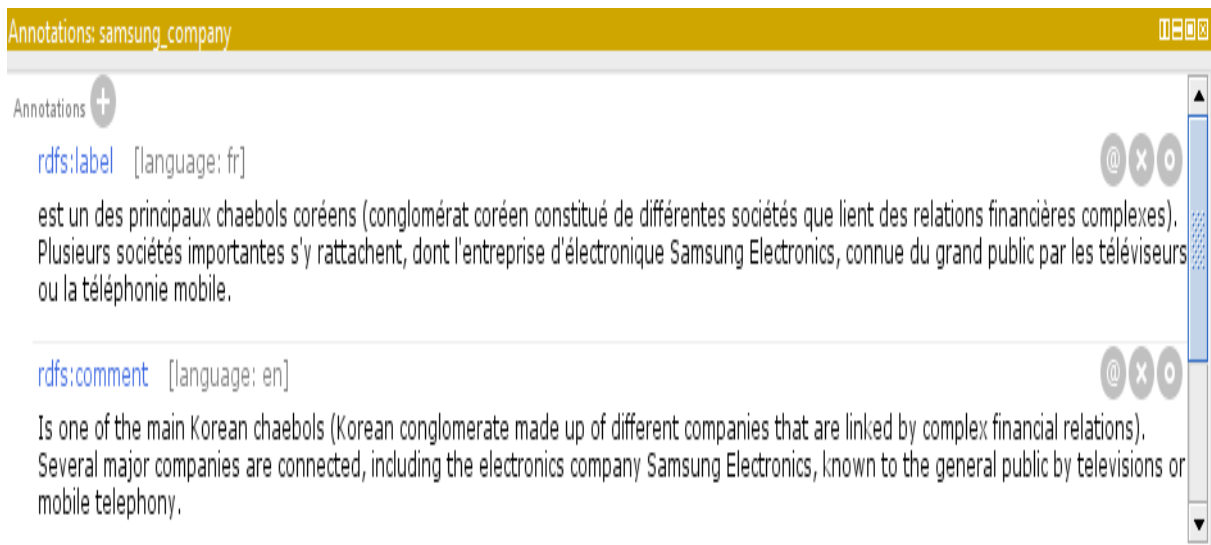 Annotations: samsung_company
Annotations
rdfs:label [language: fr]
est un des principaux chaebols coréens (conglomérat coréen constitué de différentes sociétés que lient des relations financières complexes).
Plusieurs sociétés importantes s'y rattachent, dont l'entreprise d'électronique Samsung Electronics, connue du grand public par les téléviseurs
ou la téléphonie mobile.
rdfs:comment [language: en]
Is one of the main Korean chaebols (Korean conglomerate made up of different companies that are linked by complex financial relations).
Several major companies are connected, including the electronics company Samsung Electronics, known to the general public by televisions or
mobile telephony.